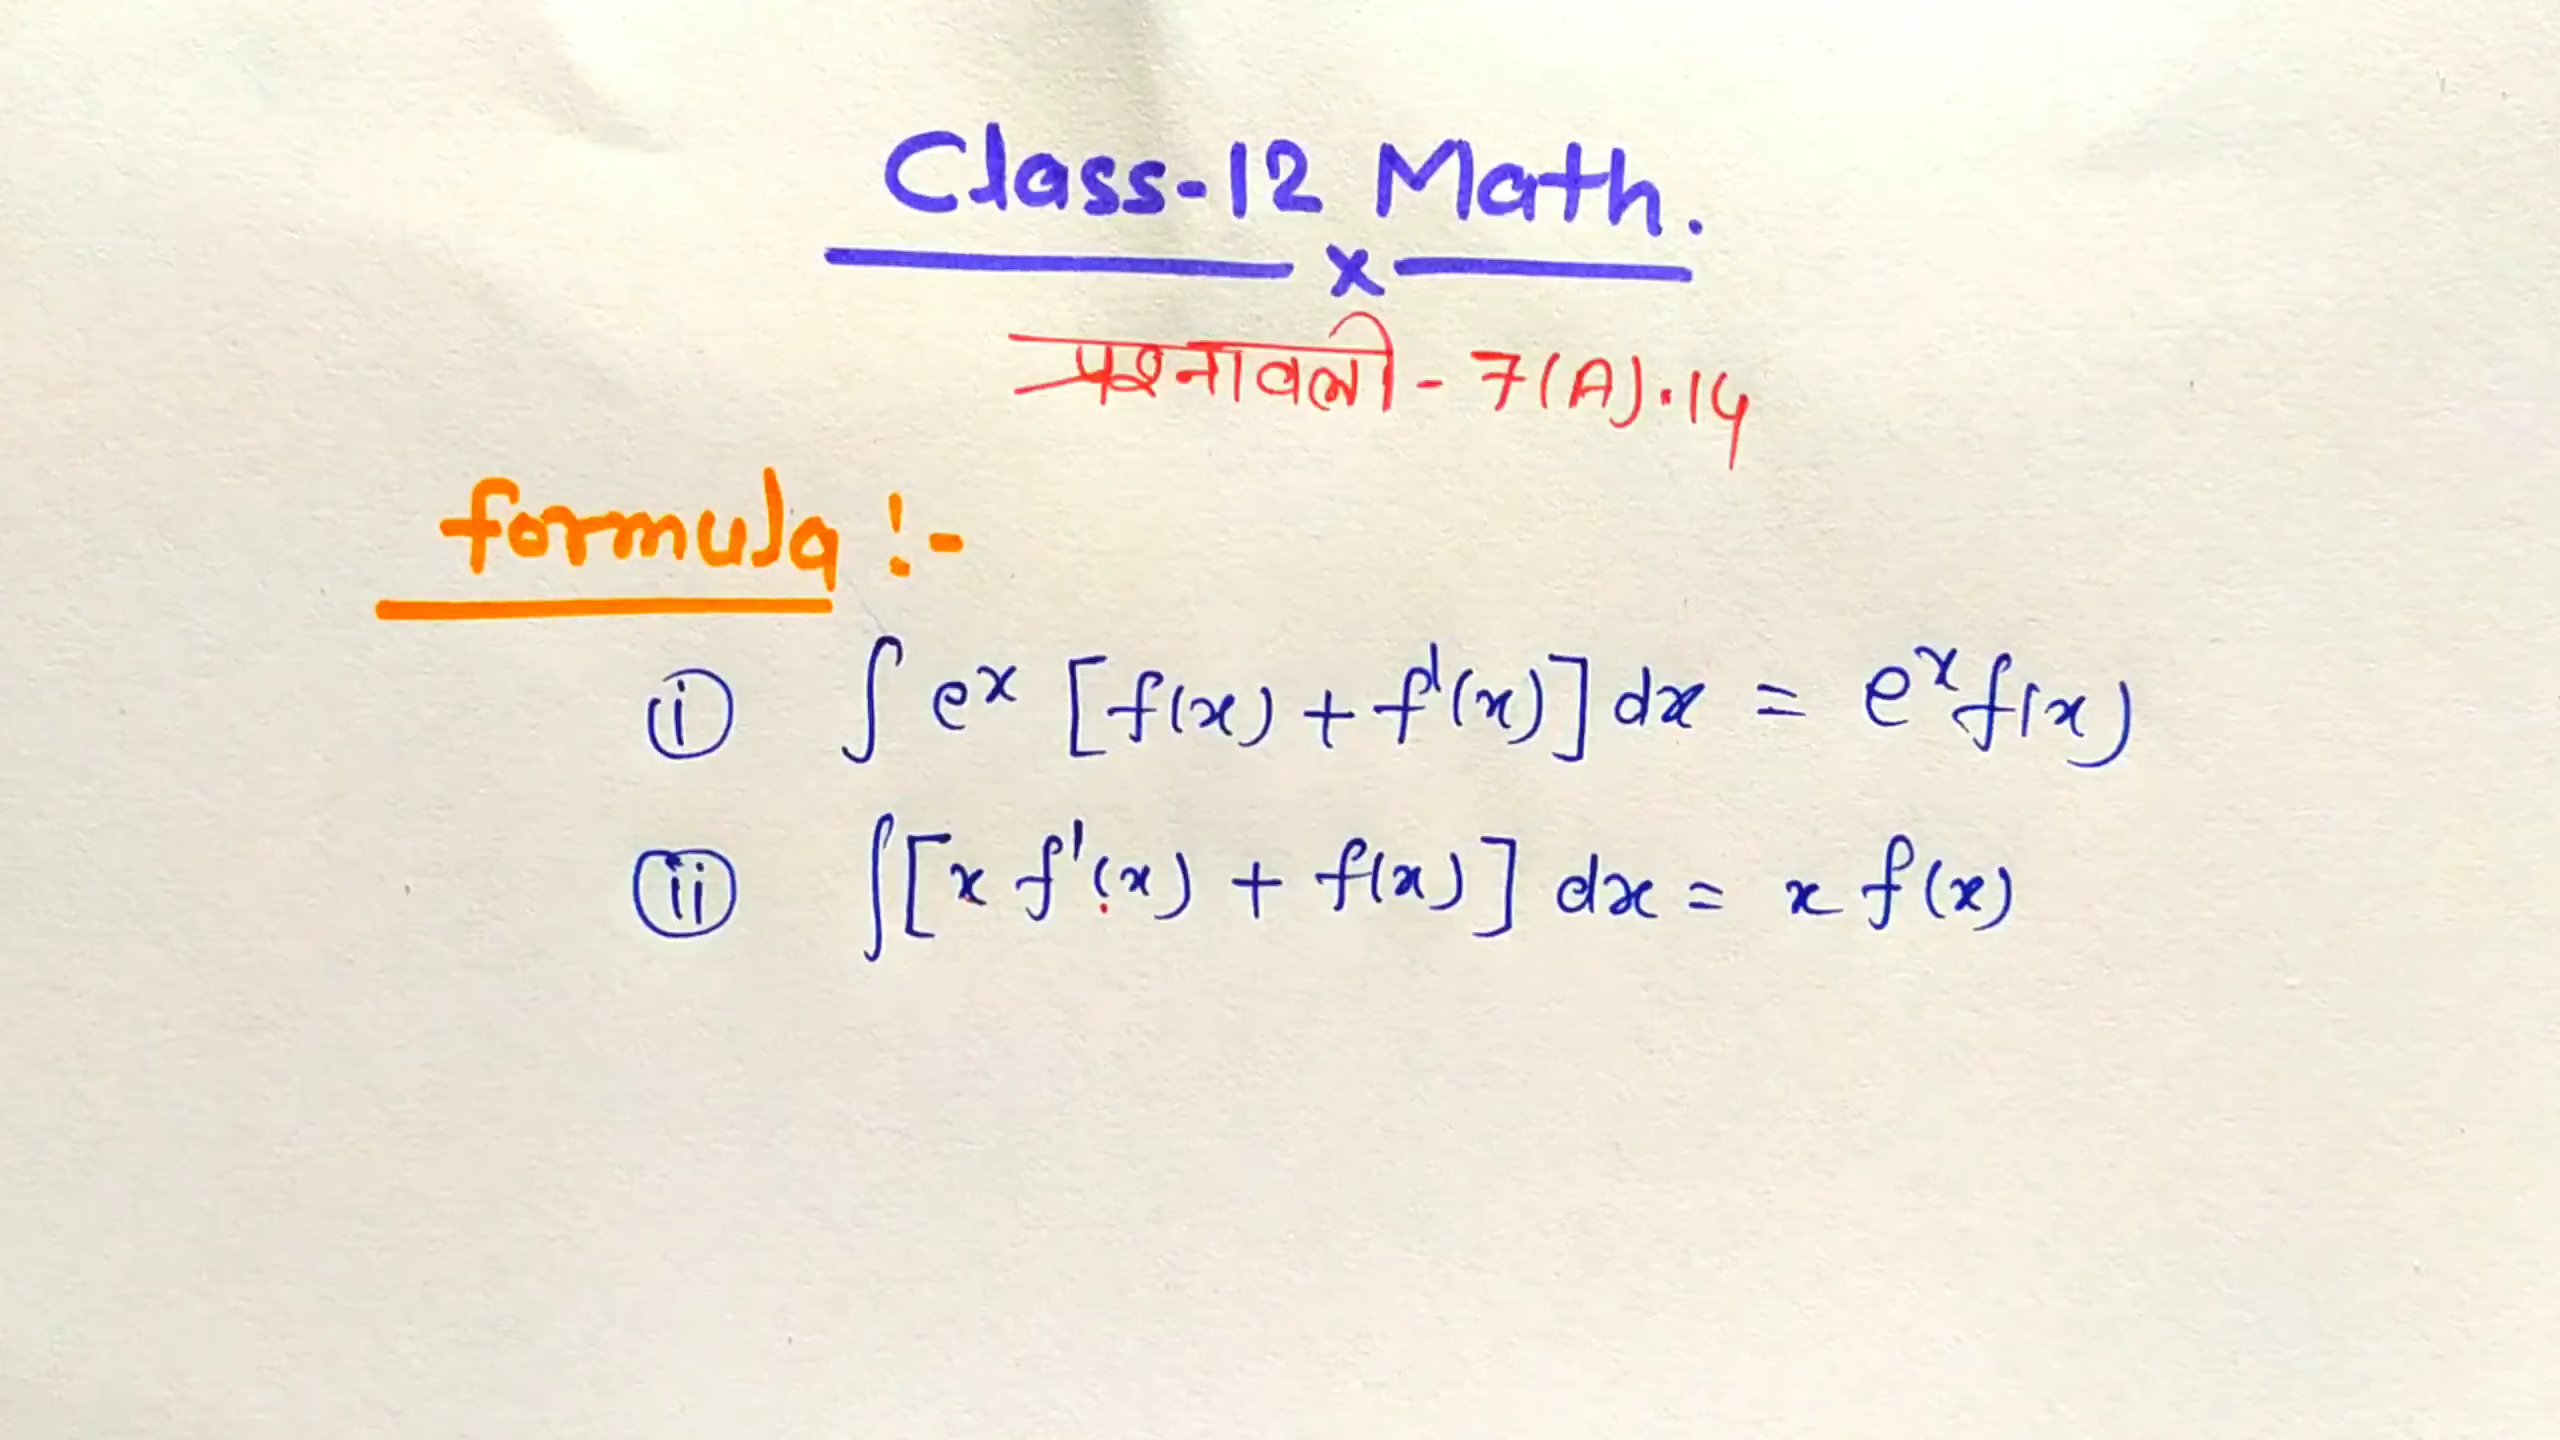 Class-12 Math.
x
प्रश्नावली - 7(A).14
formula :-
(i) ∫ eˣ [f(x) + f'(x)] dx = eˣ f(x)
(ii) ∫ [x f'(x) + f(x)] dx = x f(x)